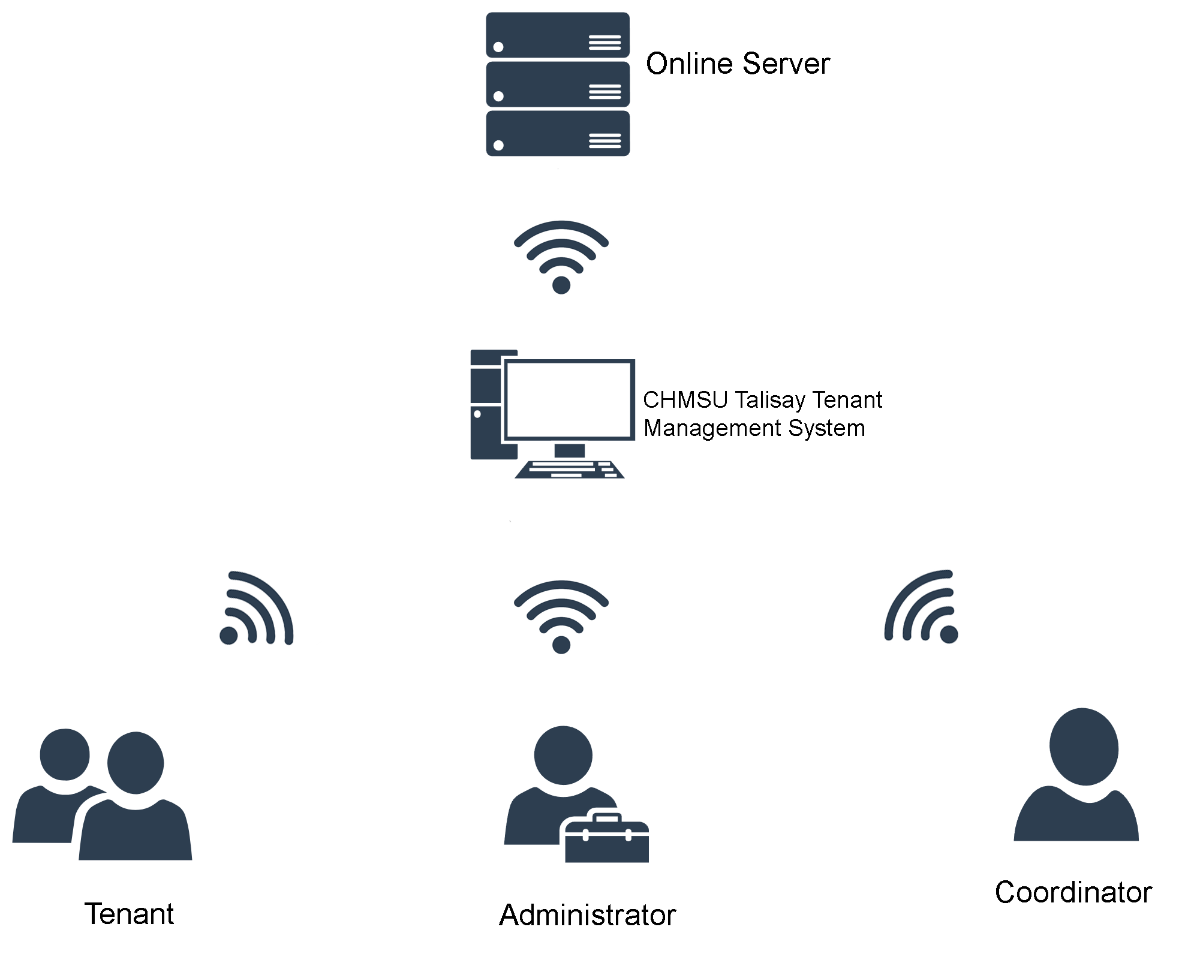 Online Server
CHMSU Talisay Tenant
Management System
Tenant
Administrator
Coordinator